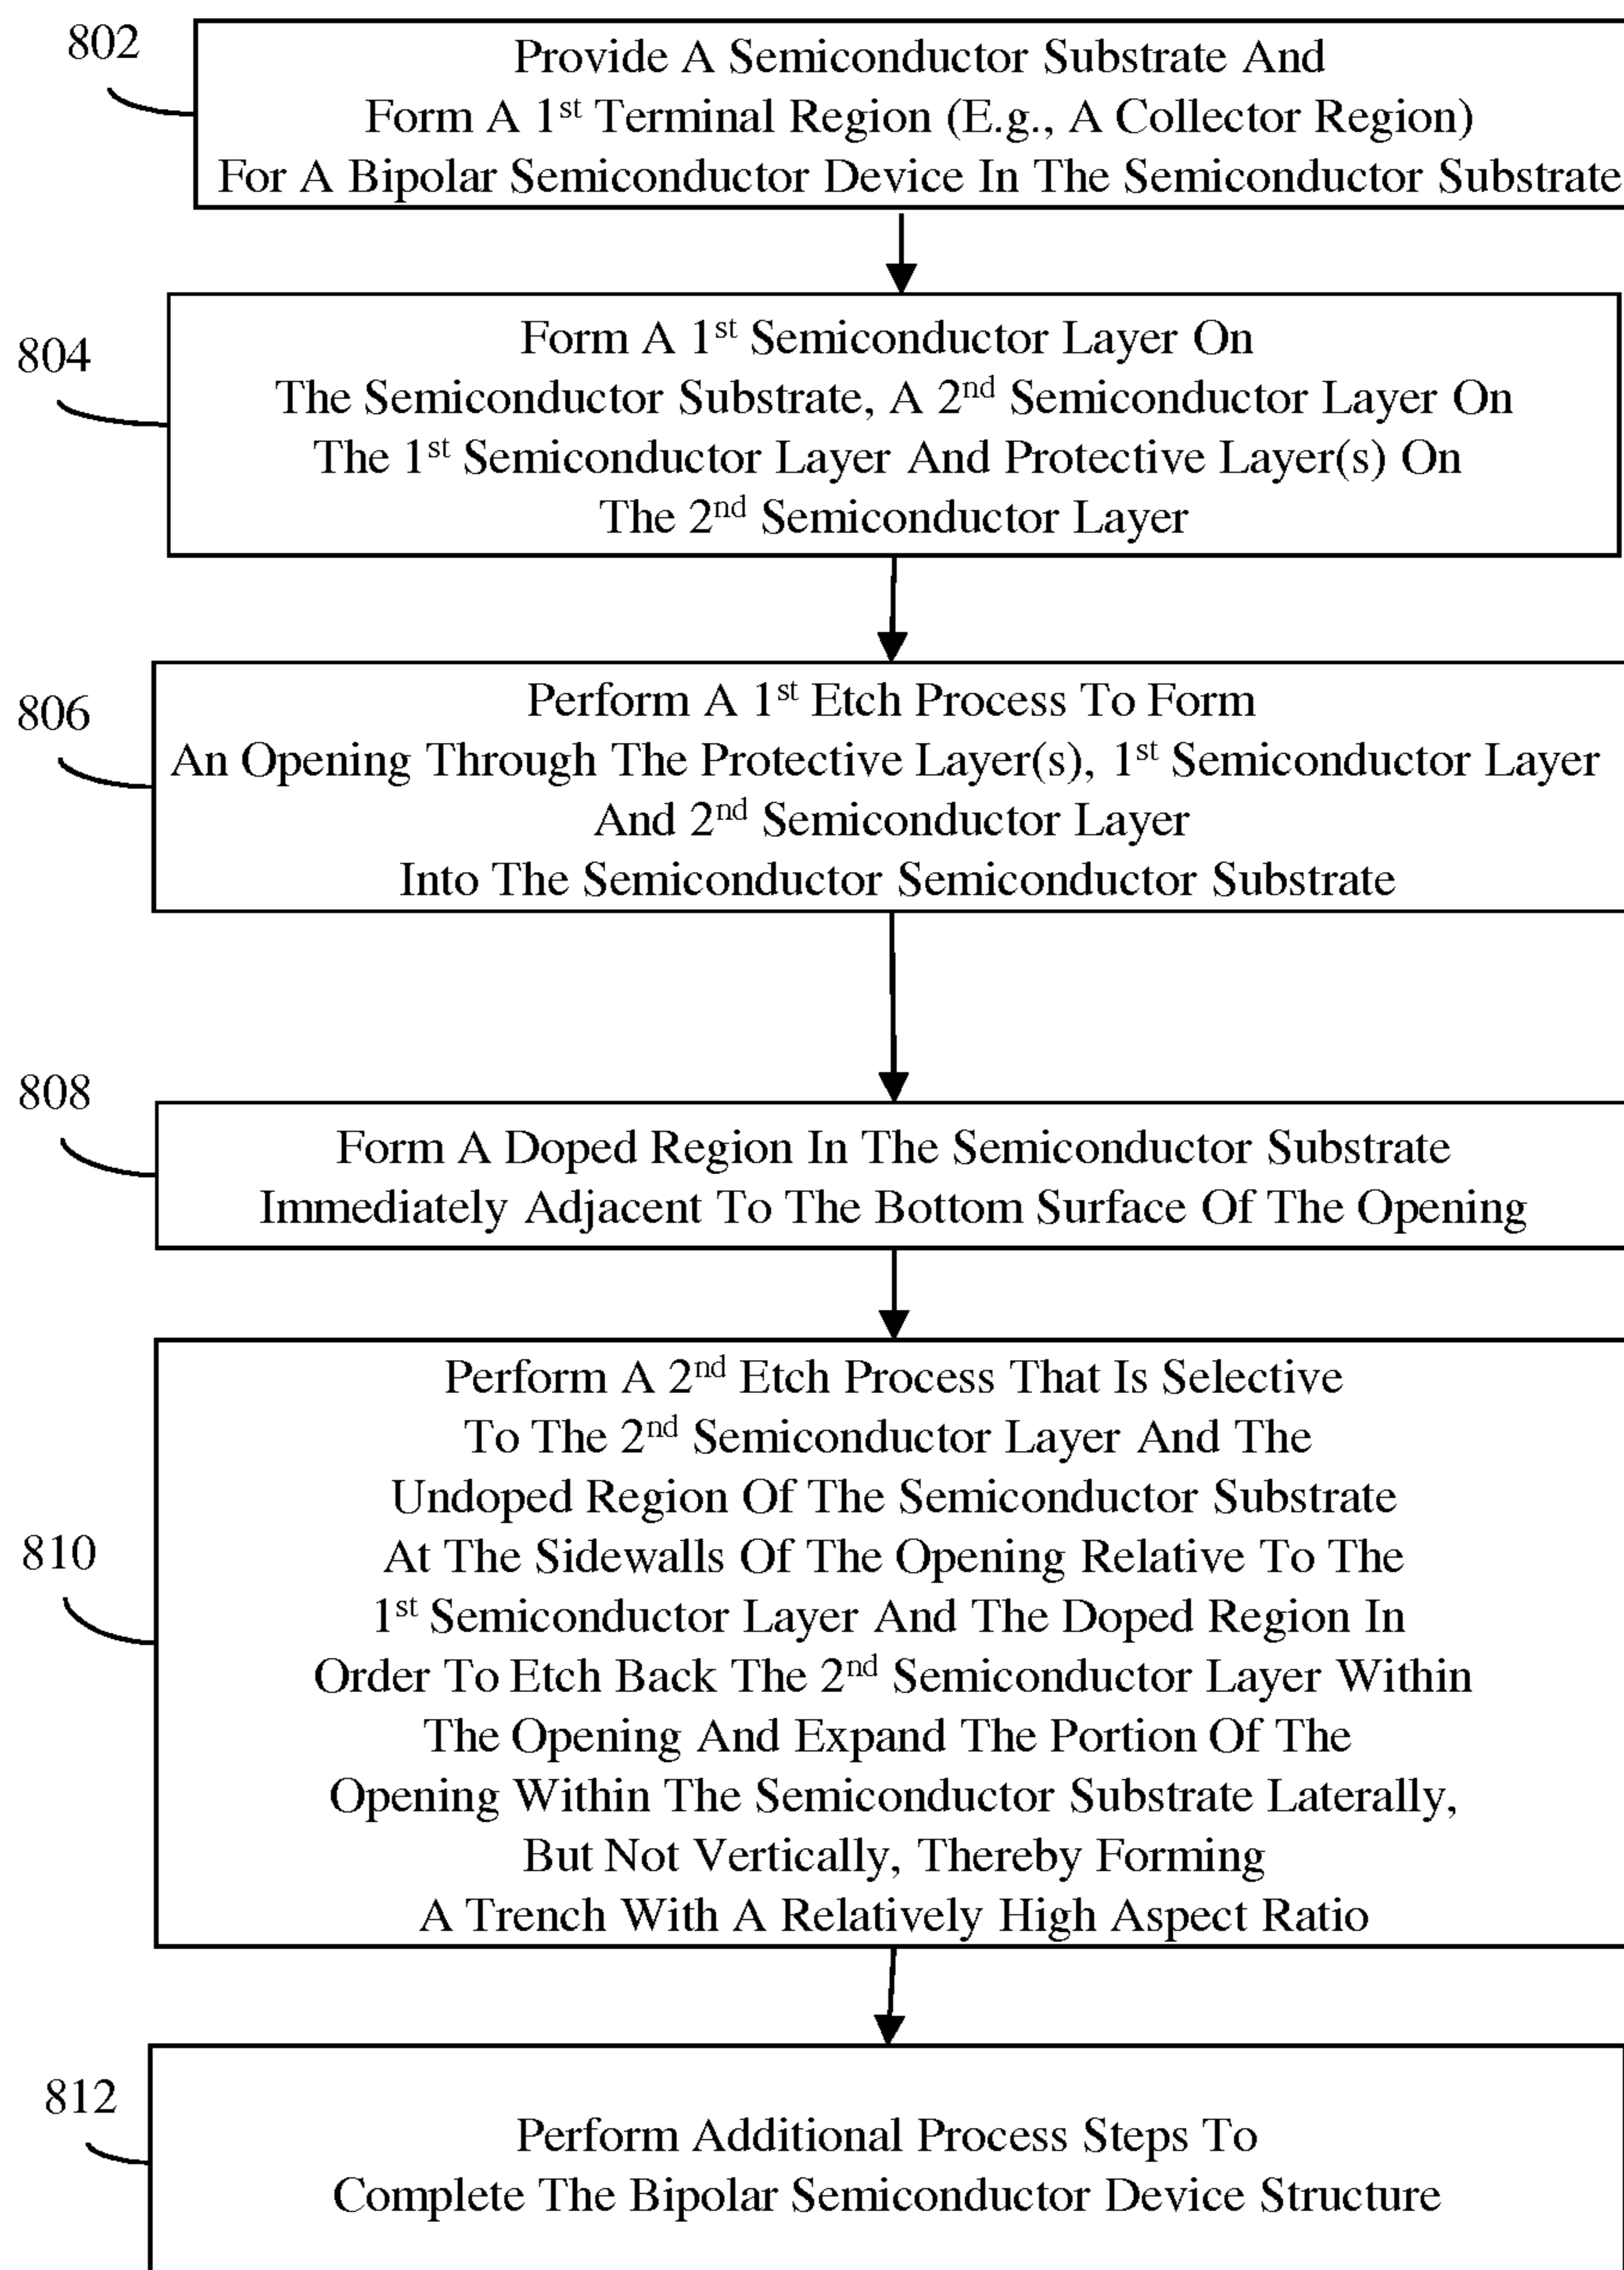 802
Provide A Semiconductor Substrate And
Form A 1st Terminal Region (E.g., A Collector Region)
For A Bipolar Semiconductor Device In The Semiconductor Substrate
804
Form A 1st Semiconductor Layer On
The Semiconductor Substrate, A 2nd Semiconductor Layer On
The 1st Semiconductor Layer And Protective Layer(s) On
The 2nd Semiconductor Layer
806
Perform A 1st Etch Process To Form
An Opening Through The Protective Layer(s), 1st Semiconductor Layer
And 2nd Semiconductor Layer
Into The Semiconductor Semiconductor Substrate
808
Form A Doped Region In The Semiconductor Substrate
Immediately Adjacent To The Bottom Surface Of The Opening
810
Perform A 2nd Etch Process That Is Selective
To The 2nd Semiconductor Layer And The
Undoped Region Of The Semiconductor Substrate
At The Sidewalls Of The Opening Relative To The
1st Semiconductor Layer And The Doped Region In
Order To Etch Back The 2nd Semiconductor Layer Within
The Opening And Expand The Portion Of The
Opening Within The Semiconductor Substrate Laterally,
But Not Vertically, Thereby Forming
A Trench With A Relatively High Aspect Ratio
812
Perform Additional Process Steps To
Complete The Bipolar Semiconductor Device Structure